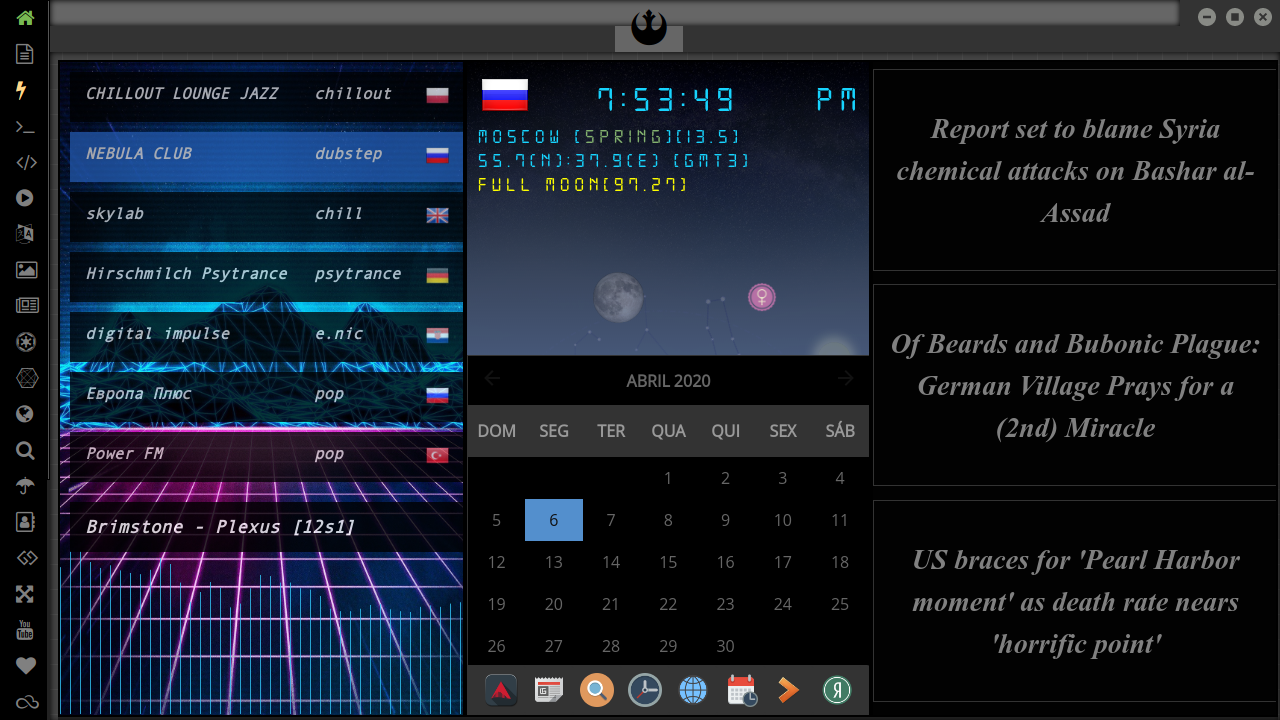 CHILLOUT LOUNGE JAZZ chillout
NEBULA CLUB dubstep
skylab chill
Hirschmilch Psytrance psytrance
digital impulse e.nic
Европа Плюс pop
Power FM pop
Brimstone - Plexus [12s1]
7:53:49 PM
MOSCOW [SPRING][13.5]
55.7(N):37.9(E) [GMT3]
FULL MOON[97.27]
ABRIL 2020
DOM SEG TER QUA QUI SEX SÁB
1 2 3 4
5 6 7 8 9 10 11
12 13 14 15 16 17 18
19 20 21 22 23 24 25
26 27 28 29 30
Report set to blame Syria
chemical attacks on Bashar al-
Assad
Of Beards and Bubonic Plague:
German Village Prays for a
(2nd) Miracle
US braces for 'Pearl Harbor
moment' as death rate nears
'horrific point'
You
Tube
Я